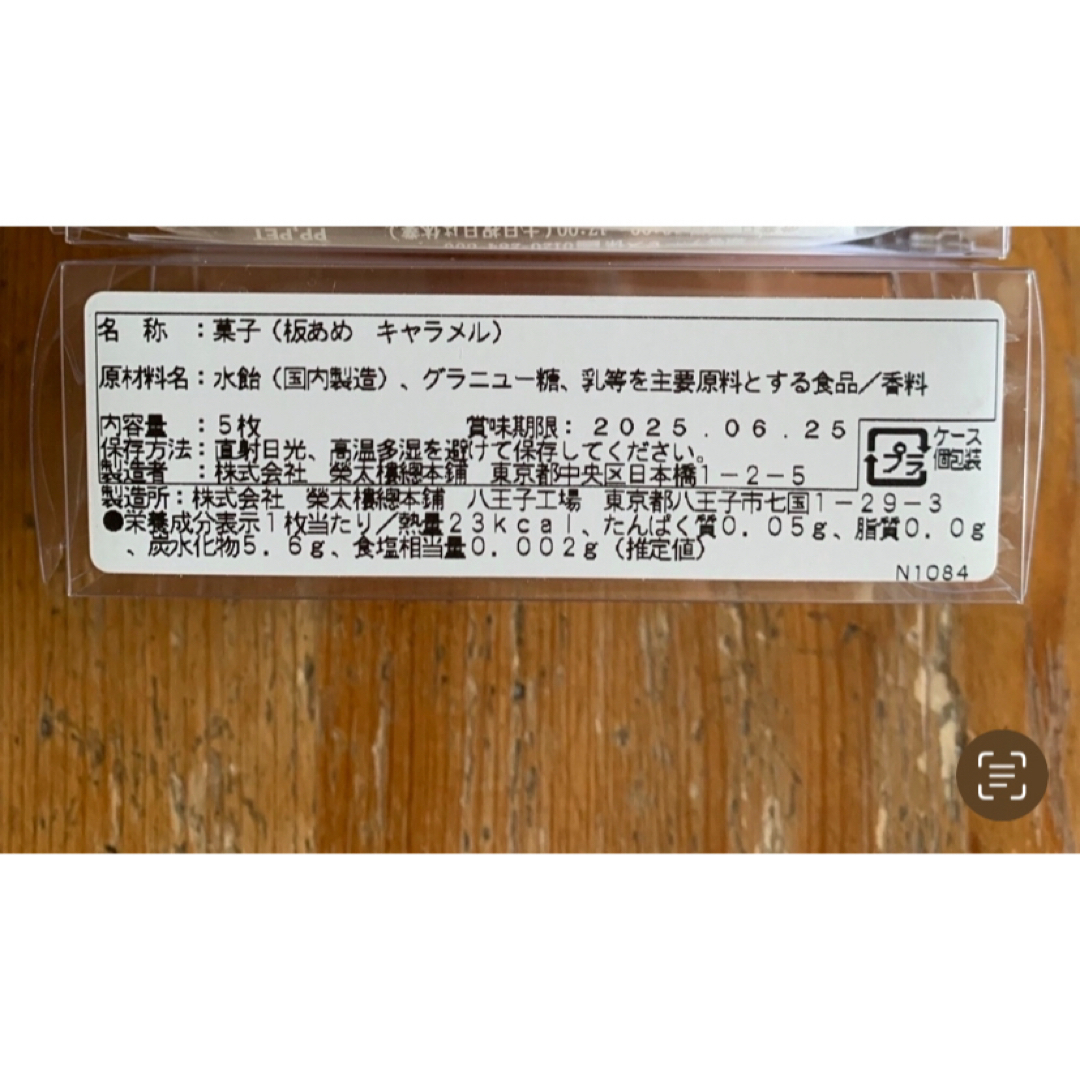 PP,PET
名 称 :菓子(板あめ キャラメル)
原材料名:水飴(国内製造)、グラニュー糖、乳等を主要原料とする食品/香料
内容量 :5枚 賞味期限:2025.06.25
保存方法:直射日光、高温多湿を避けて保存してください。
製造者 :株式会社 榮太樓總本鋪 東京都中央区日本橋1-2-5
プラ
ケース
個包装
製造所:株式会社 榮太樓總本鋪 八王子工場 東京都八王子市七国1-29-3
●栄養成分表示1枚当たり/熱量23kcal、たんぱく質0.05g、脂質0.0g
、炭水化物5.6g、食塩相当量0.002g(推定値)
N1084